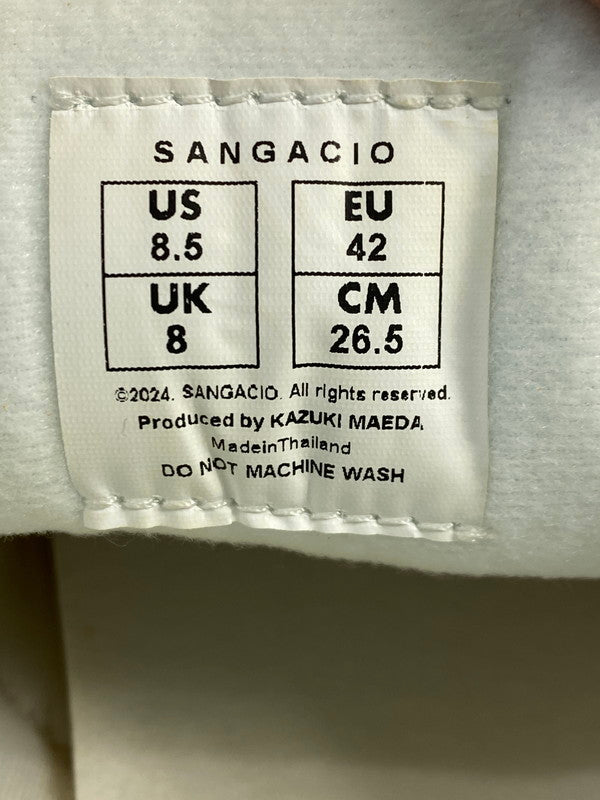 SANGACIO
US EU
8.5 42
UK CM
8 26.5
©2024. SANGACIO. All rights reserved.
Produced by KAZUKI MAEDA
MadeinThailand
DO NOT MACHINE WASH